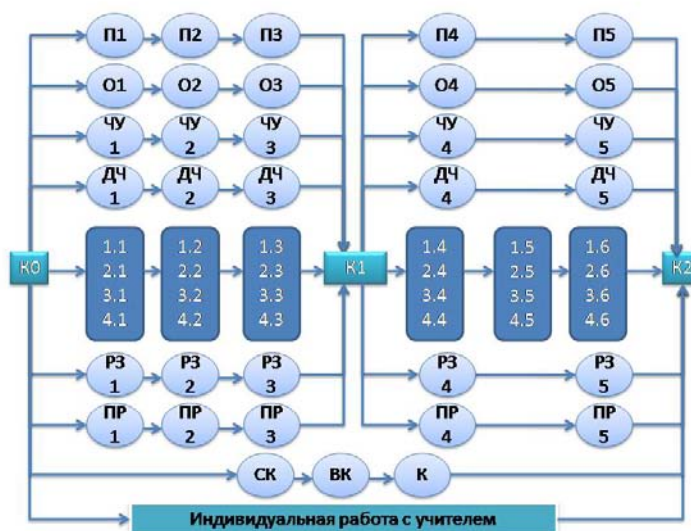 П1 П2 П3 П4 П5
О1 О2 О3 О4 О5
ЧУ 1 ЧУ 2 ЧУ 3 ЧУ 4 ЧУ 5
ДЧ 1 ДЧ 2 ДЧ 3 ДЧ 4 ДЧ 5
1.1 1.2 1.3 1.4 1.5 1.6
К0 2.1 2.2 2.3 К1 2.4 2.5 2.6 К2
3.1 3.2 3.3 3.4 3.5 3.6
4.1 4.2 4.3 4.4 4.5 4.6
РЗ 1 РЗ 2 РЗ 3 РЗ 4 РЗ 5
ПР 1 ПР 2 ПР 3 ПР 4 ПР 5
СК ВК К
Индивидуальная работа с учителем